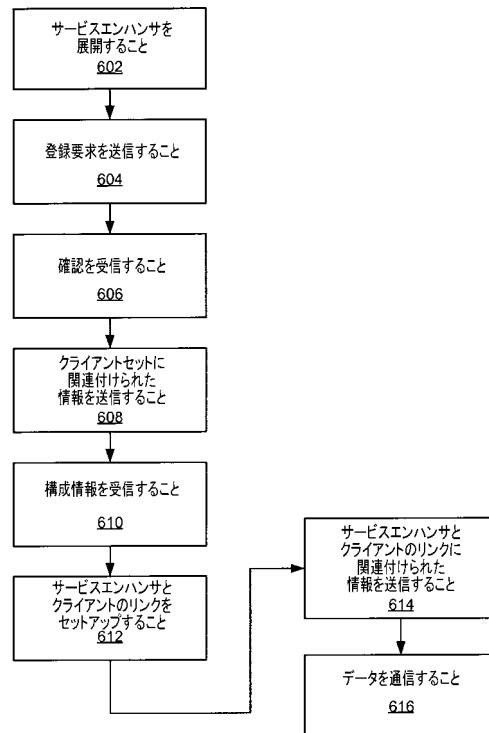 サービスエンハンサを
展開すること
602
登録要求を送信すること
604
確認を受信すること
606
クライアントセットに
関連付けられた
情報を送信すること
608
構成情報を受信すること
610
サービスエンハンサと
クライアントのリンクを
セットアップすること
612
サービスエンハンサと
クライアントのリンクに
関連付けられた
情報を送信すること
614
データを通信すること
616